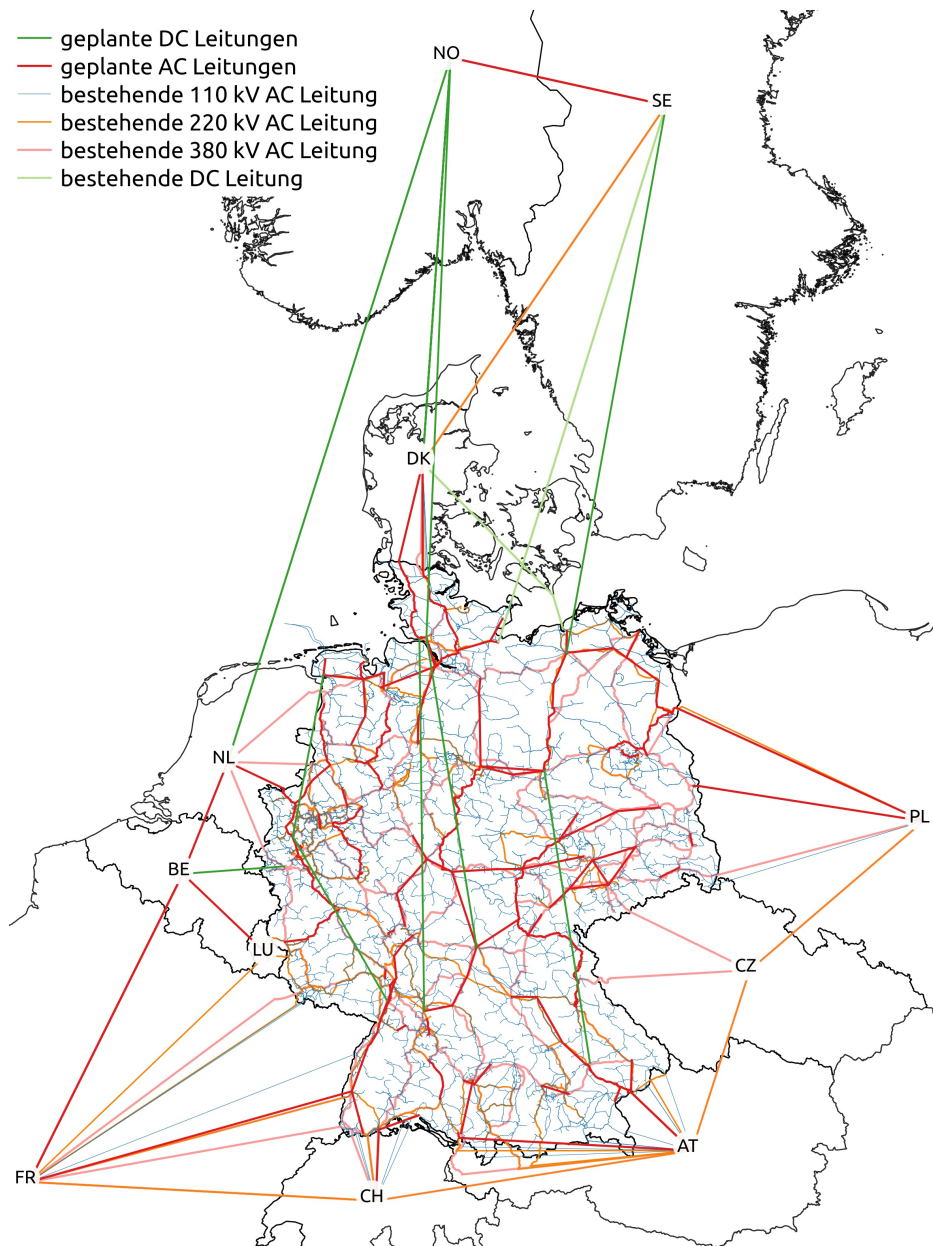 geplante DC Leitungen
geplante AC Leitungen
bestehende 110 kV AC Leitung
bestehende 220 kV AC Leitung
bestehende 380 kV AC Leitung
bestehende DC Leitung
NO
SE
DK
NL
PL
BE
LU
CZ
AT
FR
CH